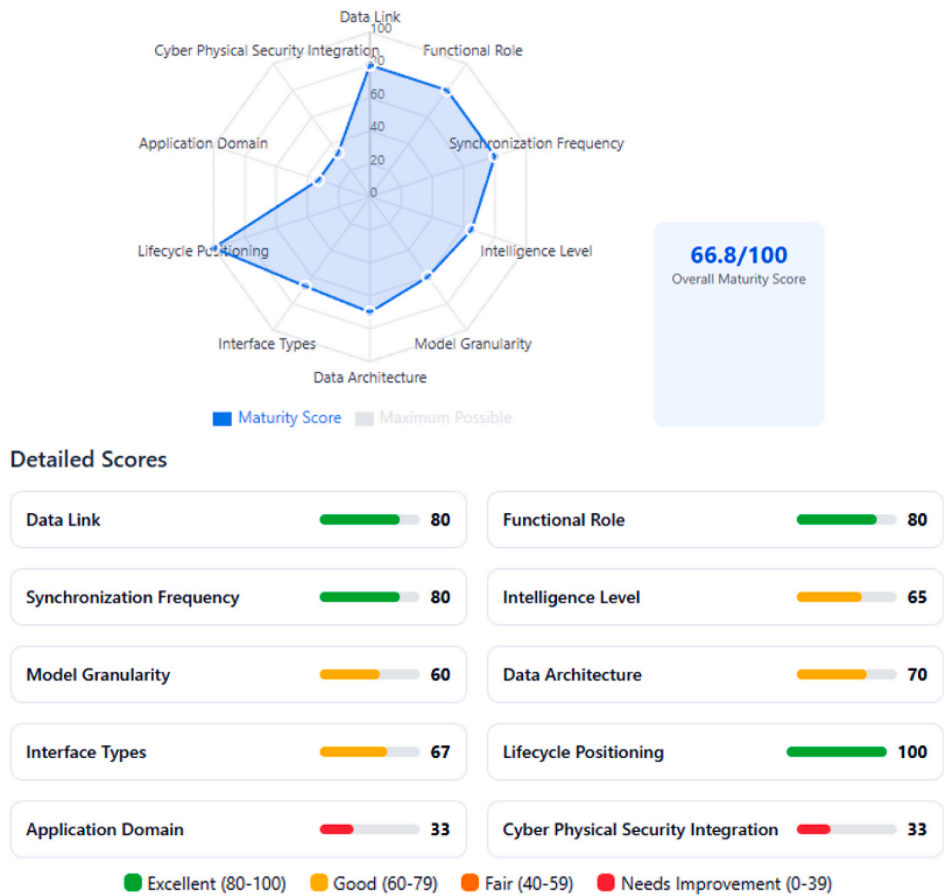 Data Link
100
Cyber Physical Security Integration
80
Functional Role
60
Application Domain
40
Synchronization Frequency
20
0
Lifecycle Positioning
Intelligence Level
66.8/100
Overall Maturity Score
Interface Types
Model Granularity
Data Architecture
Maturity Score
Maximum Possible
Detailed Scores
Data Link 80
Functional Role 80
Synchronization Frequency 80
Intelligence Level 65
Model Granularity 60
Data Architecture 70
Interface Types 67
Lifecycle Positioning 100
Application Domain 33
Cyber Physical Security Integration 33
Excellent (80-100) Good (60-79) Fair (40-59) Needs Improvement (0-39)